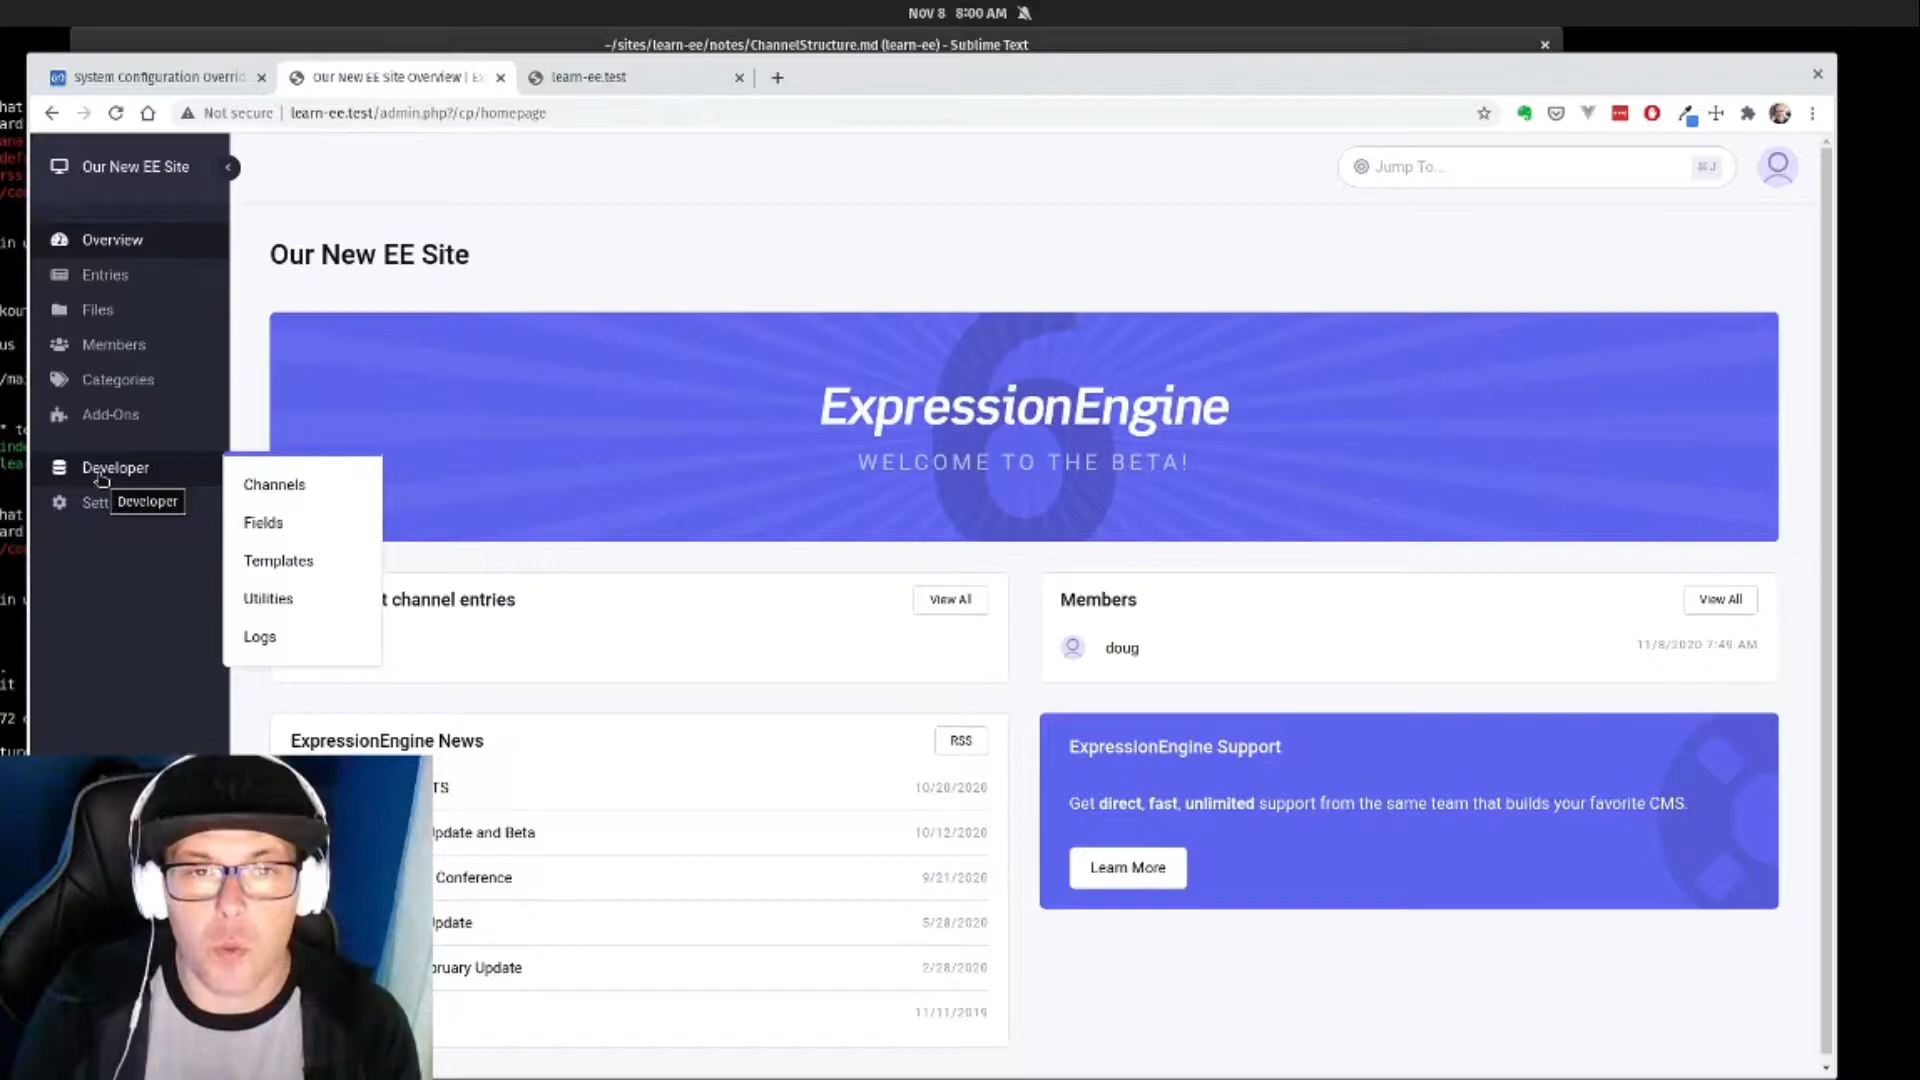 Nov 8 8:00 AM
~/sites/learn-ee/notes/ChannelStructure.md (learn-ee) - Sublime Text
System Configuration Overri
Our New EE Site Overview | Ex
learn-ee.test
Not secure
learn-ee.test/admin.php?/cp/homepage
Our New EE Site
Jump To...
⌘J
Overview
Entries
Files
Members
Categories
Add-Ons
Developer
Sett
Developer
Channels
Fields
Templates
Utilities
Logs
Our New EE Site
6
ExpressionEngine
WELCOME TO THE BETA!
t channel entries
View All
Members
View All
doug
11/8/2020 7:49 AM
ExpressionEngine News
RSS
TS
10/20/2020
Update and Beta
10/12/2020
Conference
9/21/2020
Update
5/28/2020
bruary Update
2/28/2020
11/11/2019
ExpressionEngine Support
Get direct, fast, unlimited support from the same team that builds your favorite CMS.
Learn More